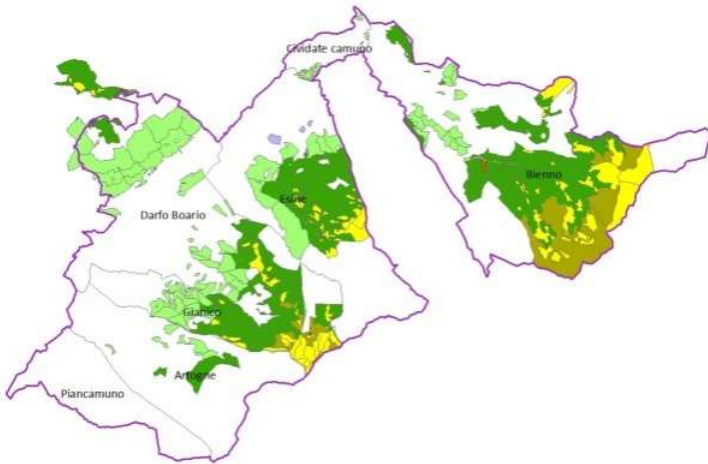 Cividate camuno
Bienno
Esine
Darfo Boario
Gianico
Artogne
Piancamuno